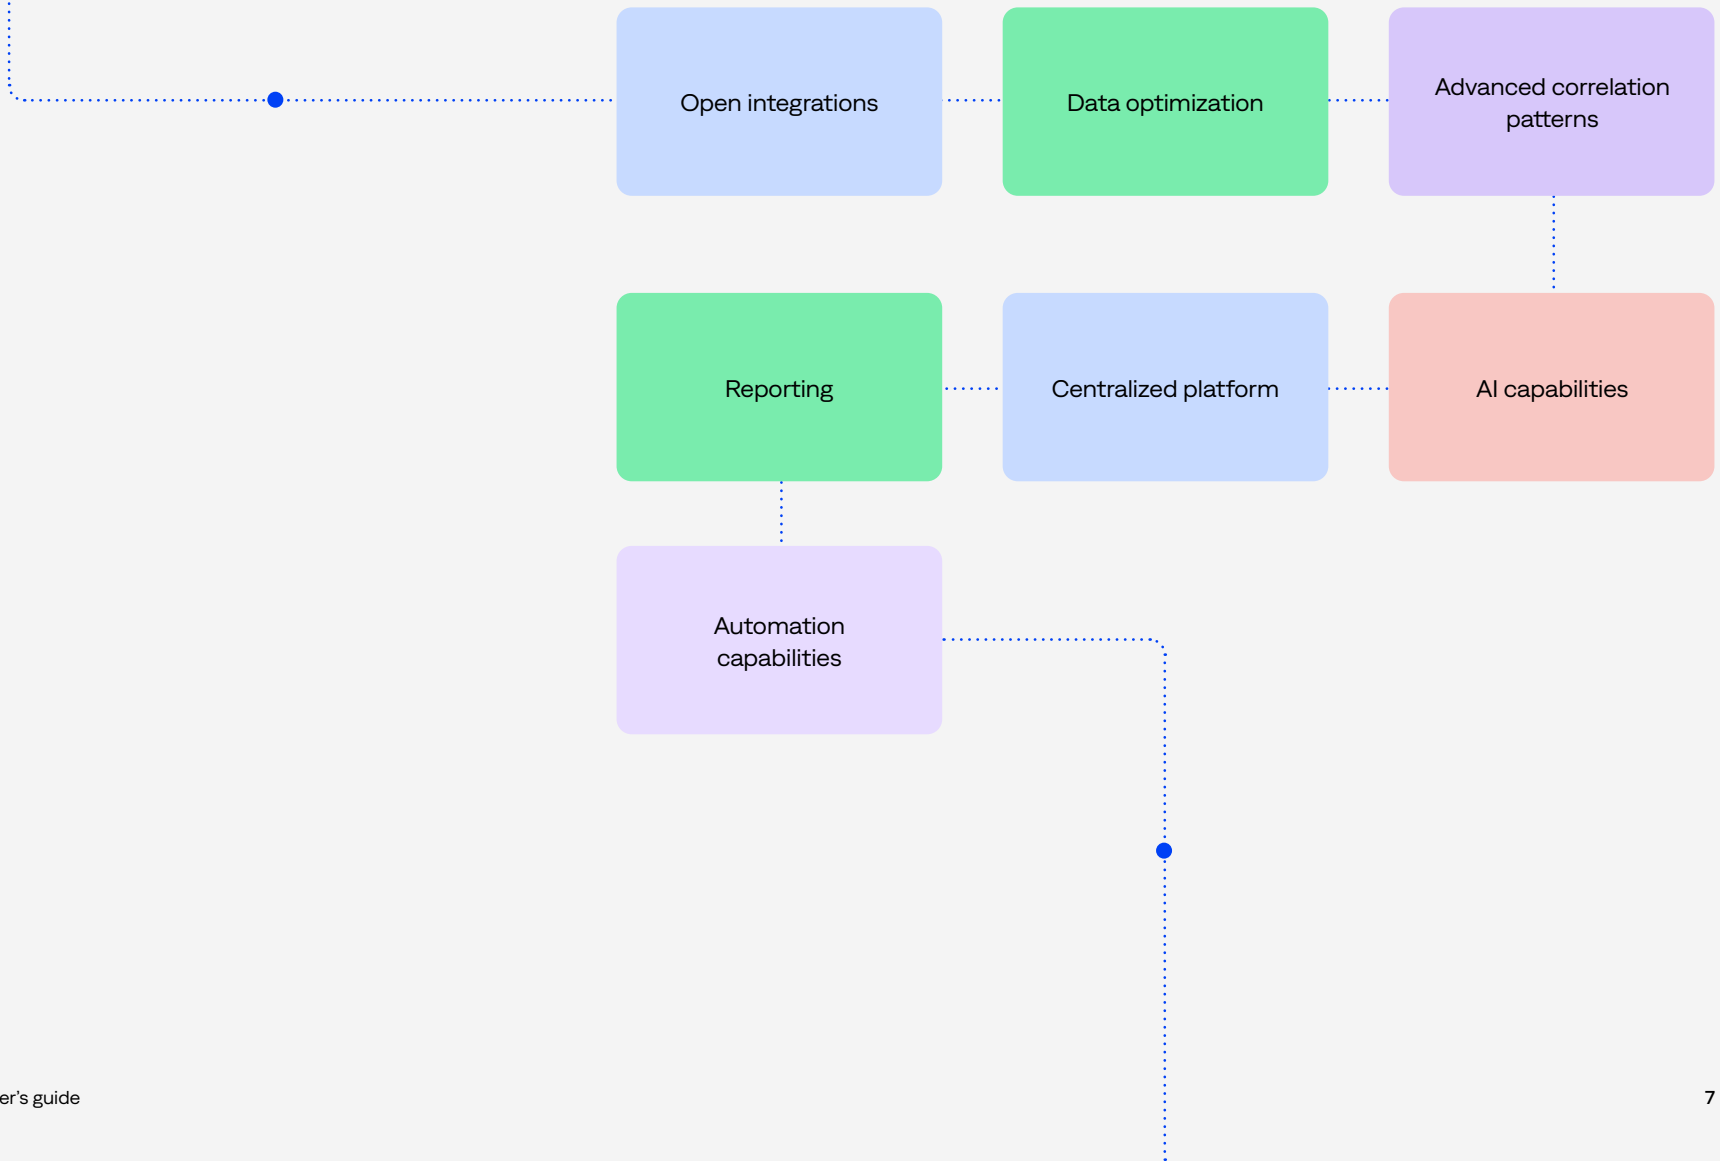 Open integrations
Data optimization
Advanced correlation
patterns
Reporting
Centralized platform
AI capabilities
Automation
capabilities
er’s guide
7